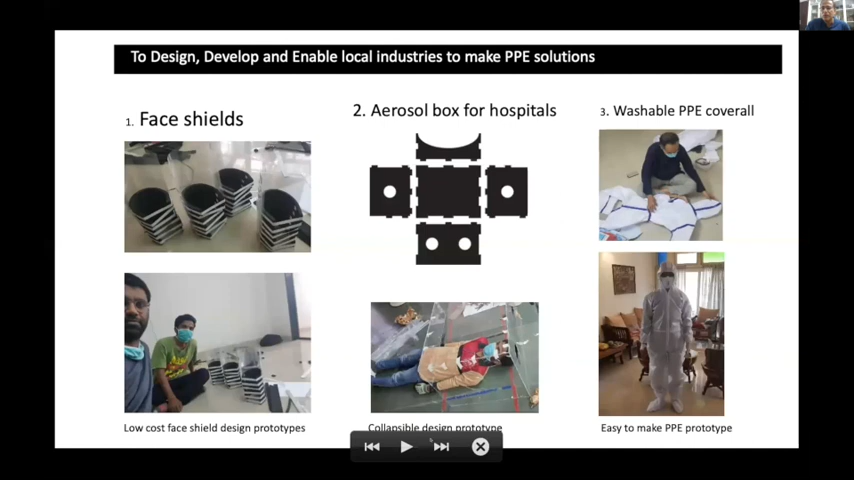 To Design, Develop and Enable local industries to make PPE solutions
1. Face shields
2. Aerosol box for hospitals
3. Washable PPE coverall
Low cost face shield design prototypes
Collapsible design prototype
Easy to make PPE prototype